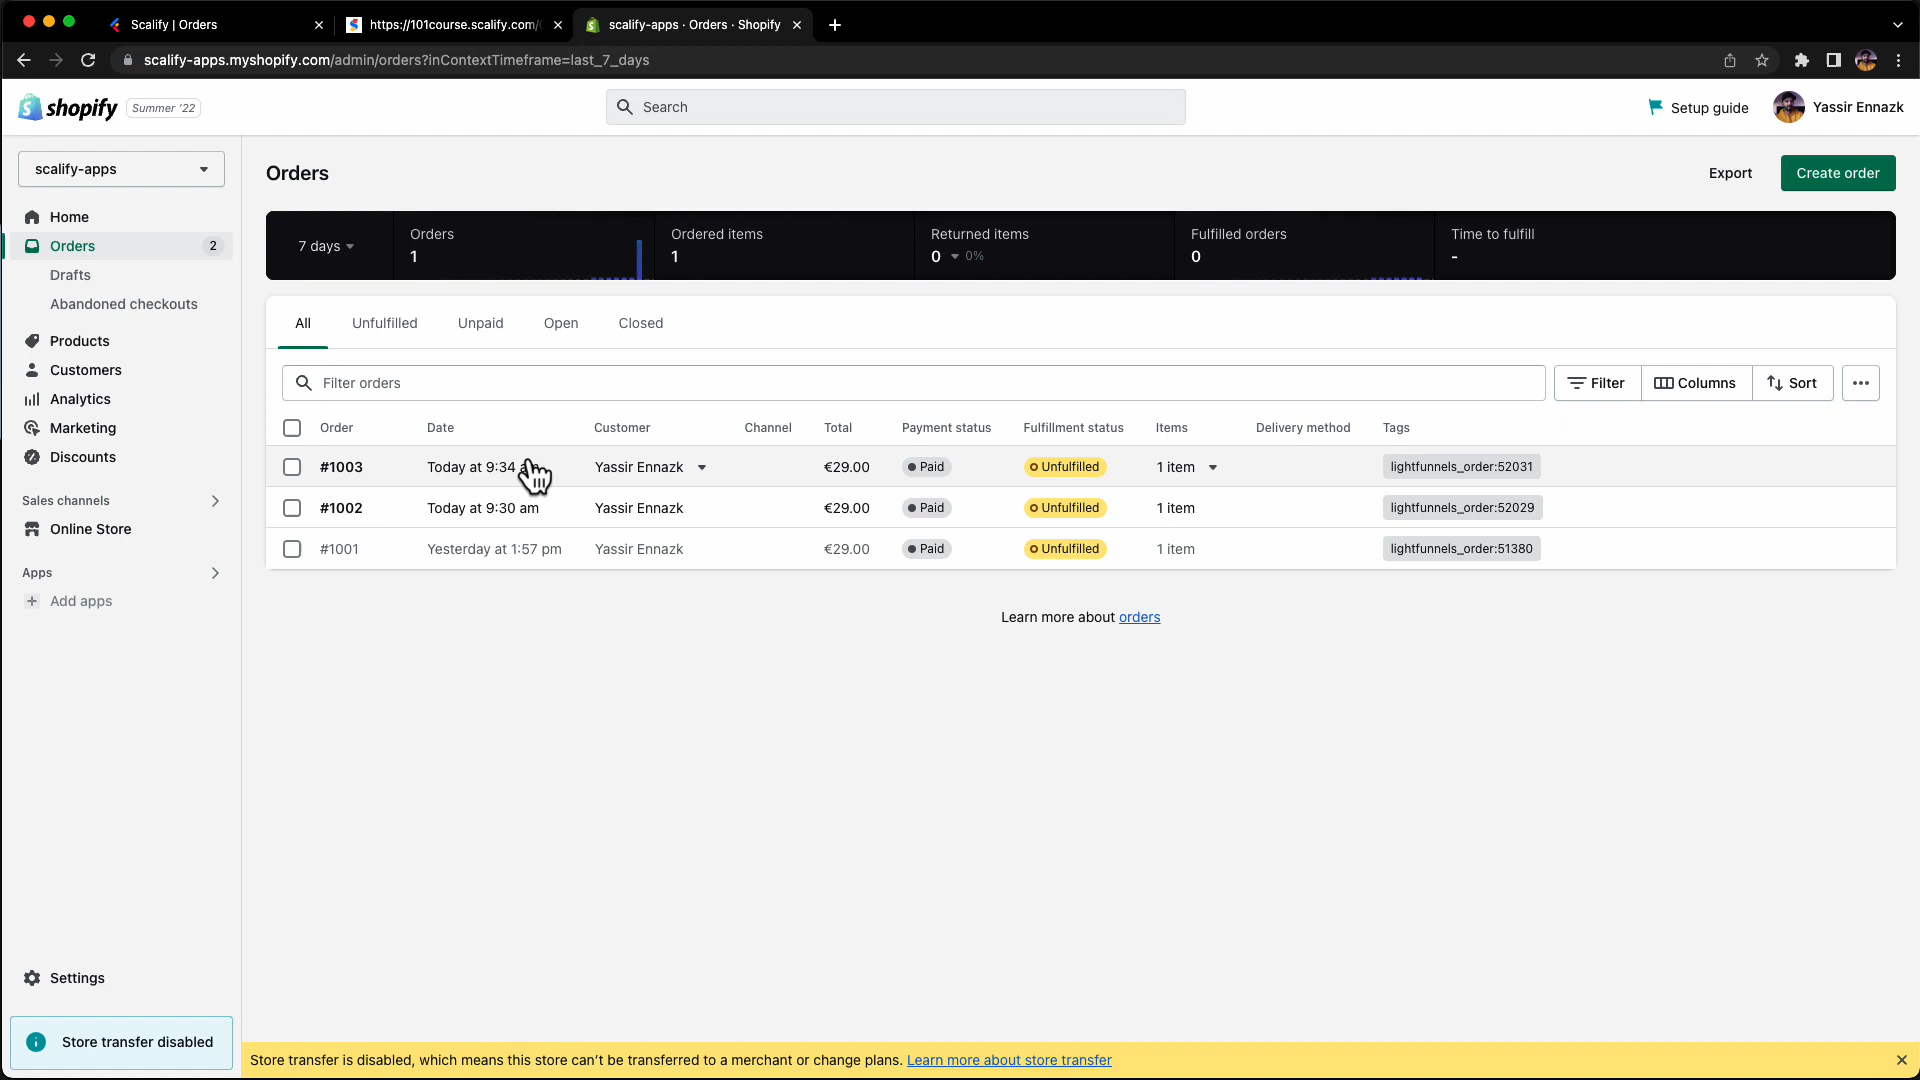 Scalify | Orders
https://101course.scalify.com/
scalify-apps · Orders · Shopify
scalify-apps.myshopify.com/admin/orders?inContextTimeframe=last_7_days
shopify
Summer '22
Search
Setup guide
Yassir Ennazk
scalify-apps
Home
Orders 2
Drafts
Abandoned checkouts
Products
Customers
Analytics
Marketing
Discounts
Sales channels
Online Store
Apps
Add apps
Settings
Store transfer disabled
Orders
Export
Create order
7 days
Orders
1
Ordered items
1
Returned items
0 0%
Fulfilled orders
0
Time to fulfill
-
All Unfulfilled Unpaid Open Closed
Filter orders
Filter
Columns
Sort
Order Date Customer Channel Total Payment status Fulfillment status Items Delivery method Tags
#1003 Today at 9:34 Yassir Ennazk €29.00 Paid Unfulfilled 1 item lightfunnels_order:52031
#1002 Today at 9:30 am Yassir Ennazk €29.00 Paid Unfulfilled 1 item lightfunnels_order:52029
#1001 Yesterday at 1:57 pm Yassir Ennazk €29.00 Paid Unfulfilled 1 item lightfunnels_order:51380
Learn more about orders
Store transfer is disabled, which means this store can't be transferred to a merchant or change plans. Learn more about store transfer